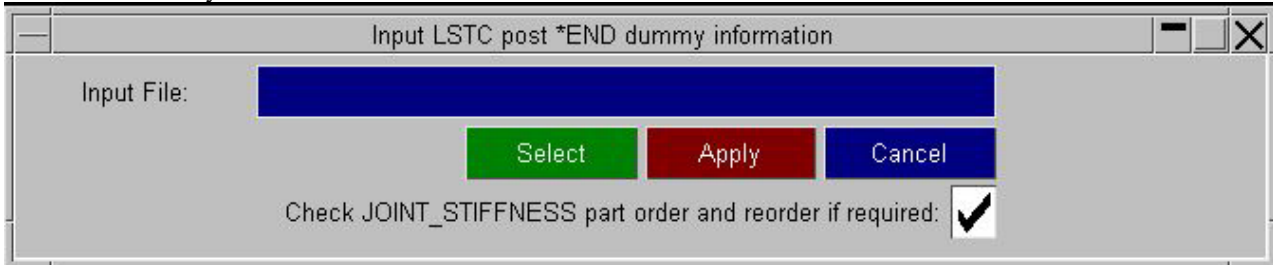 Input LSTC post *END dummy information
Input File:
Select Apply Cancel
Check JOINT_STIFFNESS part order and reorder if required: